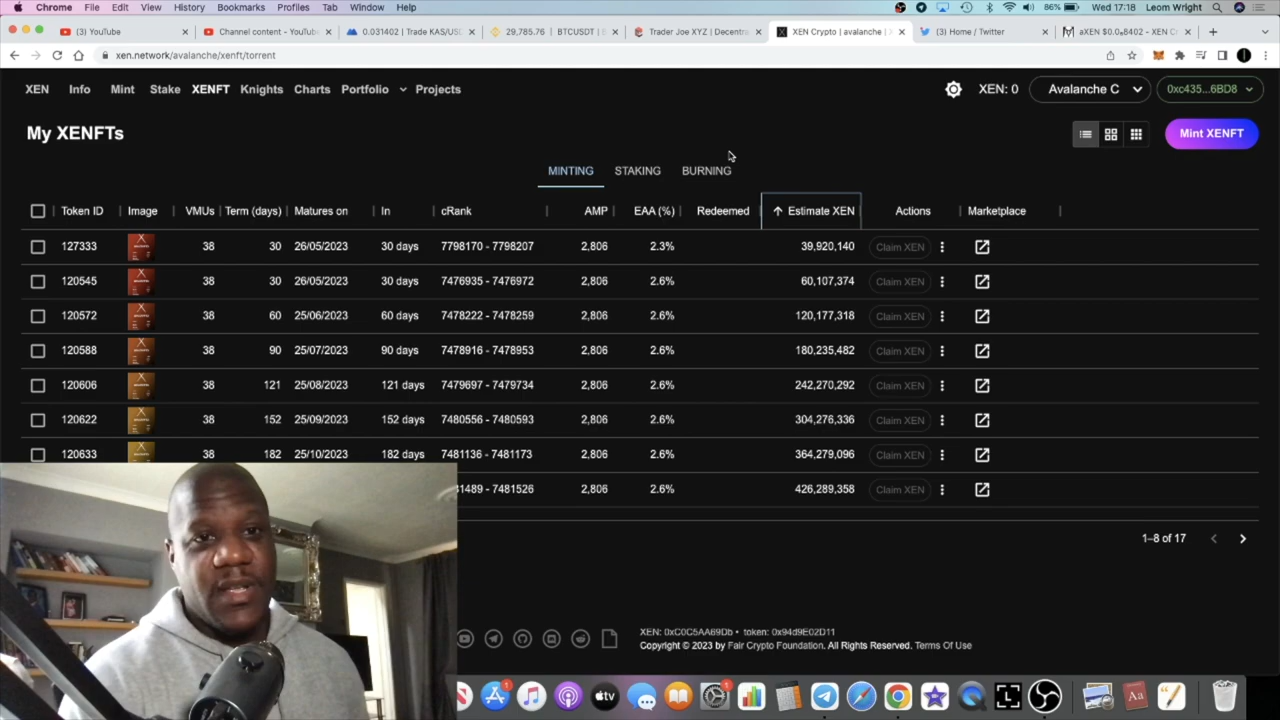 Chrome File Edit View History Bookmarks Profiles Tab Window Help 86% Wed 17:18 Leom Wright
(3) YouTube Channel content - YouTube 0.031402 | Trade KAS/USD 29,785.76 | BTCUSDT | Trader Joe XYZ | Decentra XEN Crypto | avalanche | (3) Home / Twitter aXEN $0.0₈8402 - XEN
xen.network/avalanche/xenft/torrent
XEN Info Mint Stake XENFT Knights Charts Portfolio Projects XEN: 0 Avalanche C 0xc435...6BD8
My XENFTs Mint XENFT
MINTING STAKING BURNING
Token ID Image VMUs Term (days) Matures on In cRank AMP EAA (%) Redeemed Estimate XEN Actions Marketplace
127333 38 30 26/05/2023 30 days 7798170 - 7798207 2,806 2.3% 39,920,140 Claim XEN
120545 38 30 26/05/2023 30 days 7476935 - 7476972 2,806 2.6% 60,107,374 Claim XEN
120572 38 60 25/06/2023 60 days 7478222 - 7478259 2,806 2.6% 120,177,318 Claim XEN
120588 38 90 25/07/2023 90 days 7478916 - 7478953 2,806 2.6% 180,235,482 Claim XEN
120606 38 121 25/08/2023 121 days 7479697 - 7479734 2,806 2.6% 242,270,292 Claim XEN
120622 38 152 25/09/2023 152 days 7480556 - 7480593 2,806 2.6% 304,276,336 Claim XEN
120633 38 182 25/10/2023 182 days 7481136 - 7481173 2,806 2.6% 364,279,096 Claim XEN
- 7481526 2,806 2.6% 426,289,358 Claim XEN
1–8 of 17
XEN: 0xC0C5AA69Db • token: 0x94d9E02D11
Copyright © 2023 by Fair Crypto Foundation. All Rights Reserved. Terms Of Use
tv